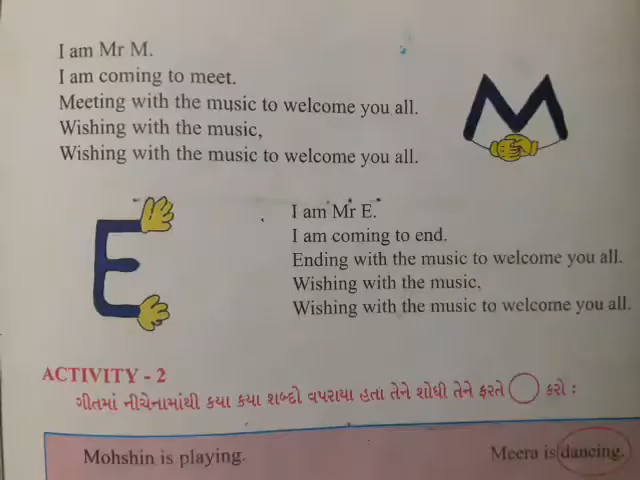 I am Mr M.
I am coming to meet.
Meeting with the music to welcome you all.
Wishing with the music,
Wishing with the music to welcome you all.
I am Mr E.
I am coming to end.
Ending with the music to welcome you all.
Wishing with the music,
Wishing with the music to welcome you all.
ACTIVITY - 2
ગીતમાં નીચેનામાંથી કયા કયા શબ્દો વપરાયા હતા તેને શોધી તેને ફરતે કરો :
Mohshin is playing.
Meera is dancing.